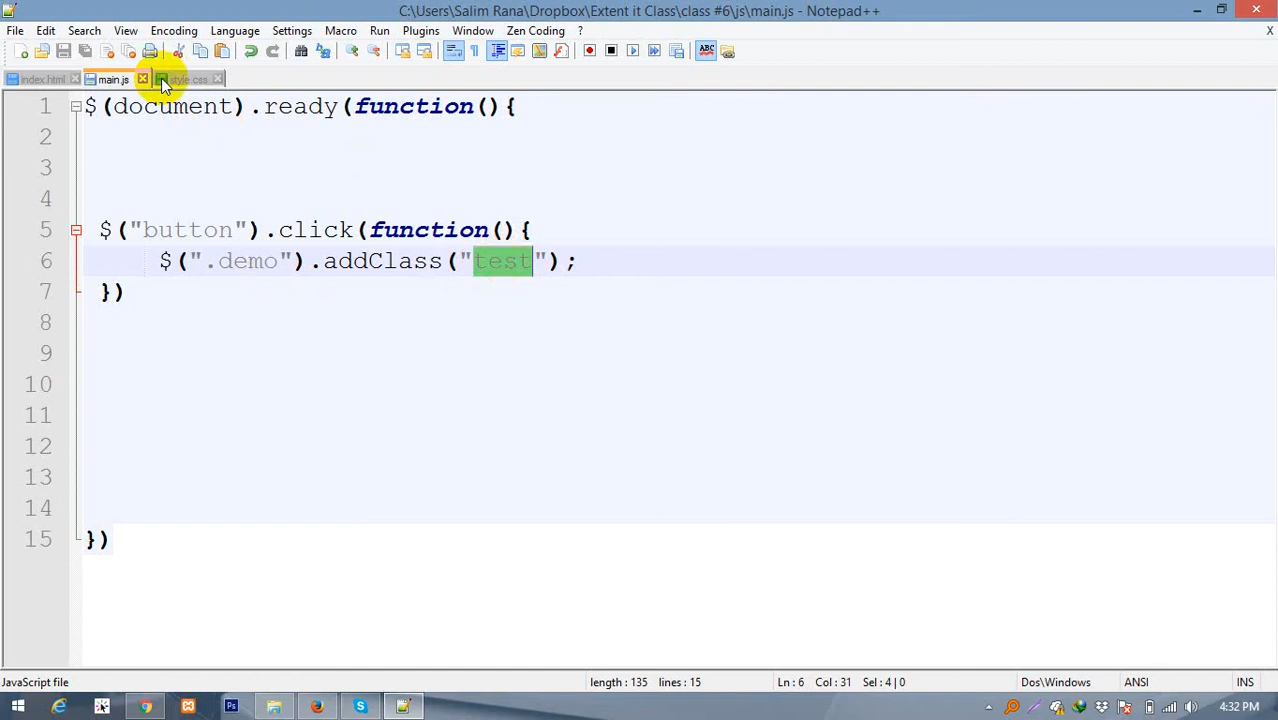 C:\Users\Salim Rana\Dropbox\Extent it Class\class #6\js\main.js - Notepad++
File Edit Search View Encoding Language Settings Macro Run Plugins Window Zen Coding ? X
index.html main.js style.css
1 $(document).ready(function(){
2
3
4
5 $("button").click(function(){
6 $(".demo").addClass("test");
7 })
8
9
10
11
12
13
14
15 })
JavaScript file length : 135 lines : 15 Ln : 6 Col : 31 Sel : 4 | 0 Dos\Windows ANSI INS
4:32 PM